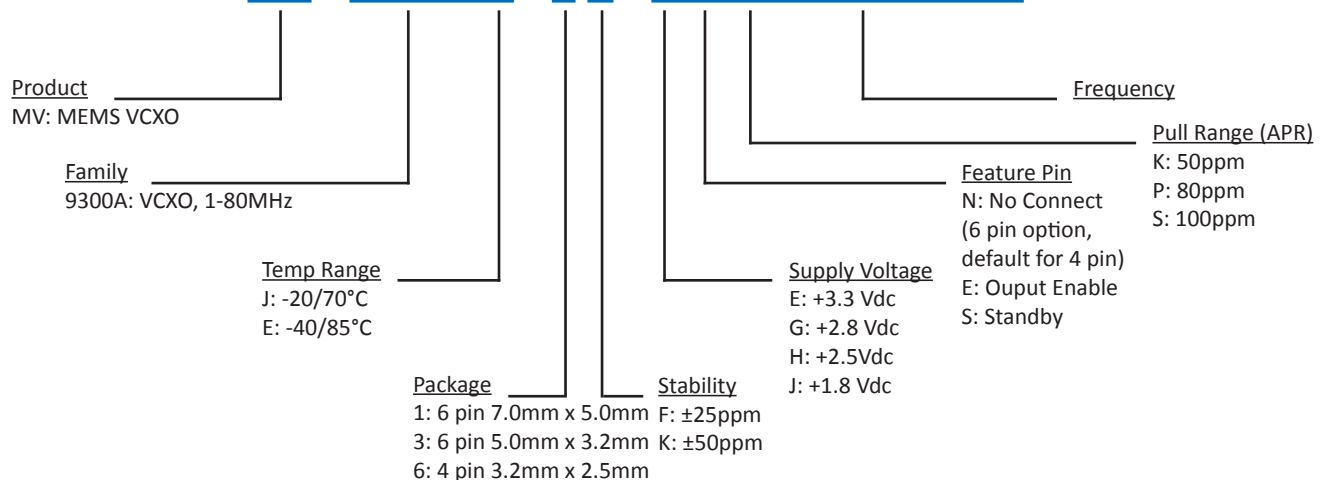 Product
MV: MEMS VCXO
Frequency
Pull Range (APR)
K: 50ppm
P: 80ppm
S: 100ppm
Family
9300A: VCXO, 1-80MHz
Feature Pin
N: No Connect
(6 pin option,
default for 4 pin)
E: Ouput Enable
S: Standby
Temp Range
J: -20/70°C
E: -40/85°C
Supply Voltage
E: +3.3 Vdc
G: +2.8 Vdc
H: +2.5Vdc
J: +1.8 Vdc
Package
1: 6 pin 7.0mm x 5.0mm
3: 6 pin 5.0mm x 3.2mm
6: 4 pin 3.2mm x 2.5mm
Stability
F: ±25ppm
K: ±50ppm